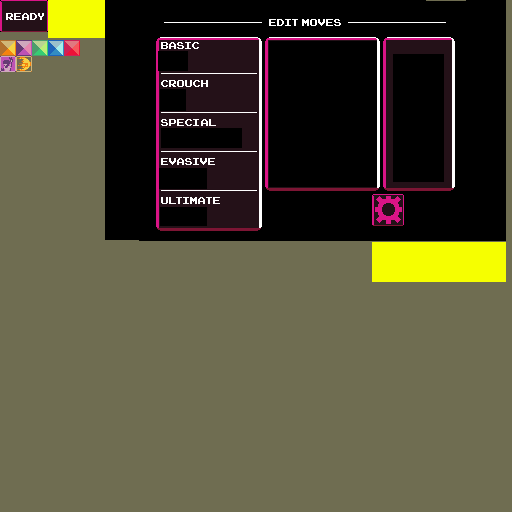 READY
EDIT MOVES
BASIC
CROUCH
SPECIAL
EVASIVE
ULTIMATE